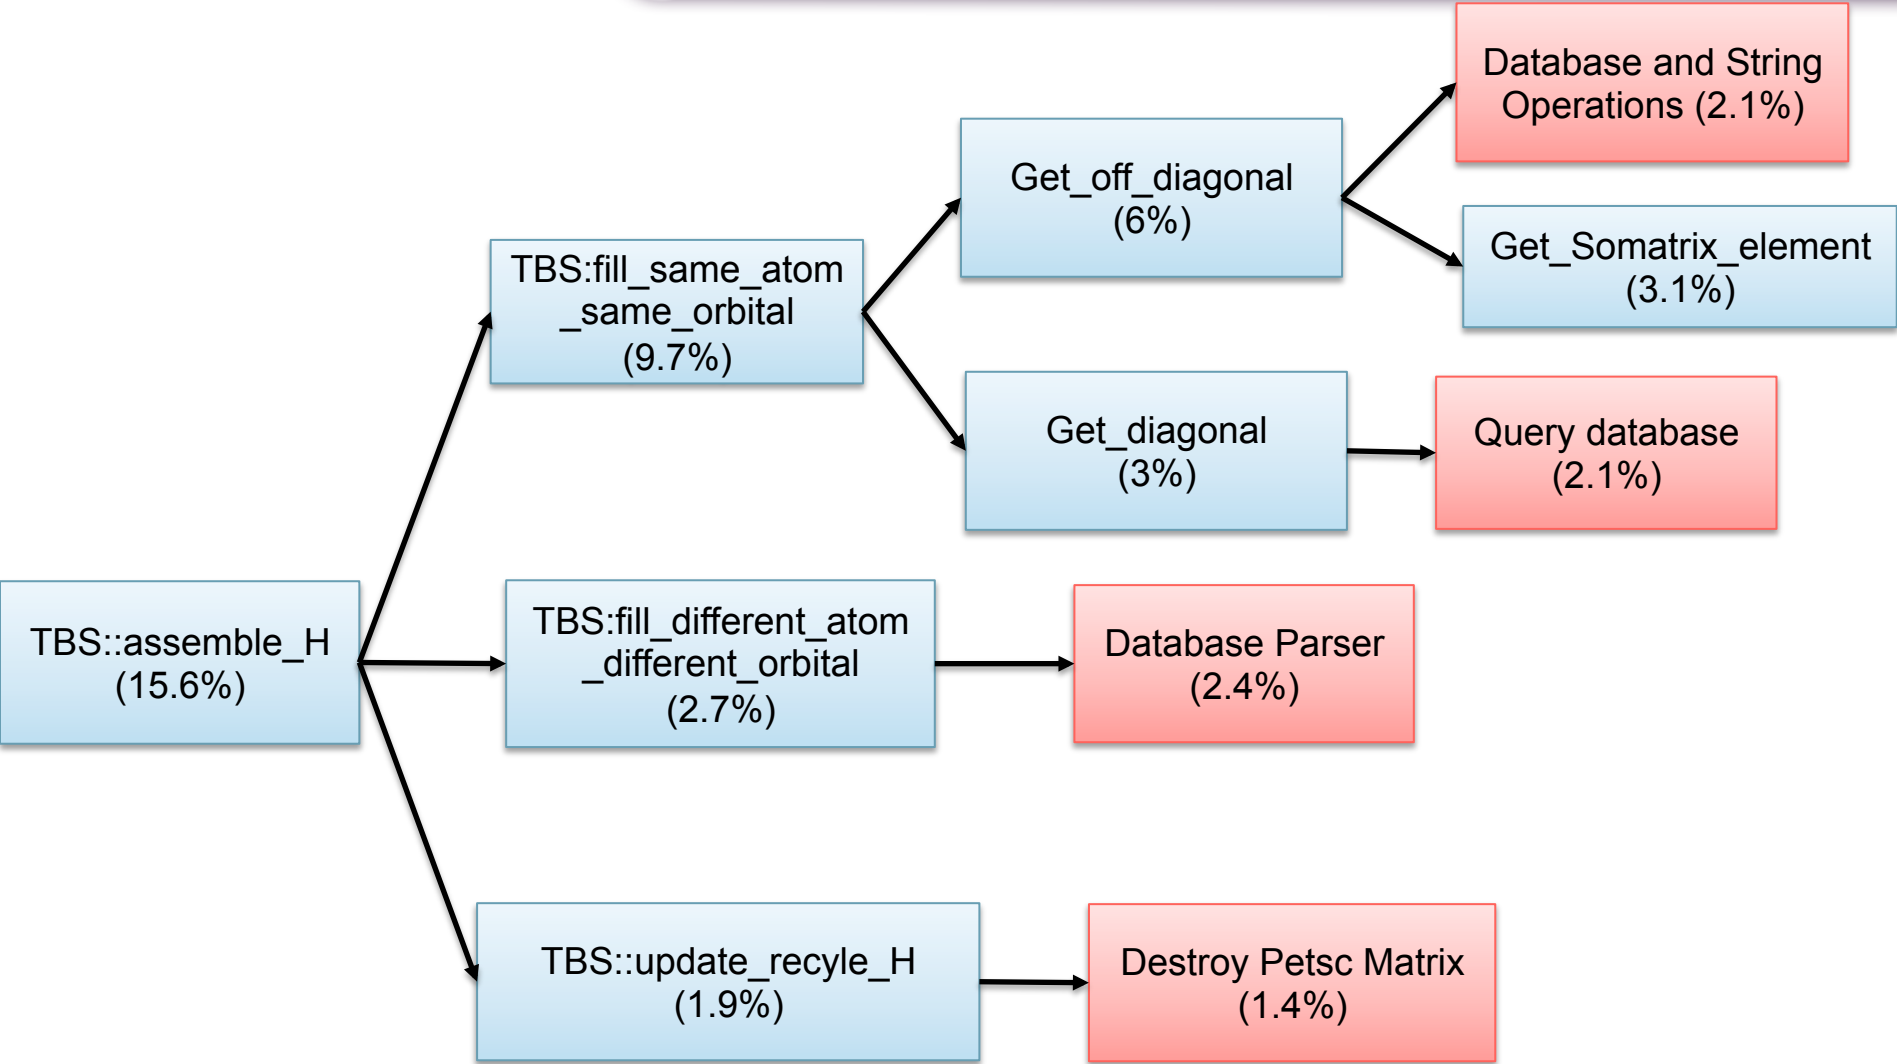 Database and String
Operations (2.1%)
Get_off_diagonal
(6%)
Get_Somatrix_element
(3.1%)
TBS:fill_same_atom
_same_orbital
(9.7%)
Get_diagonal
(3%)
Query database
(2.1%)
TBS::assemble_H
(15.6%)
TBS:fill_different_atom
_different_orbital
(2.7%)
Database Parser
(2.4%)
TBS::update_recyle_H
(1.9%)
Destroy Petsc Matrix
(1.4%)